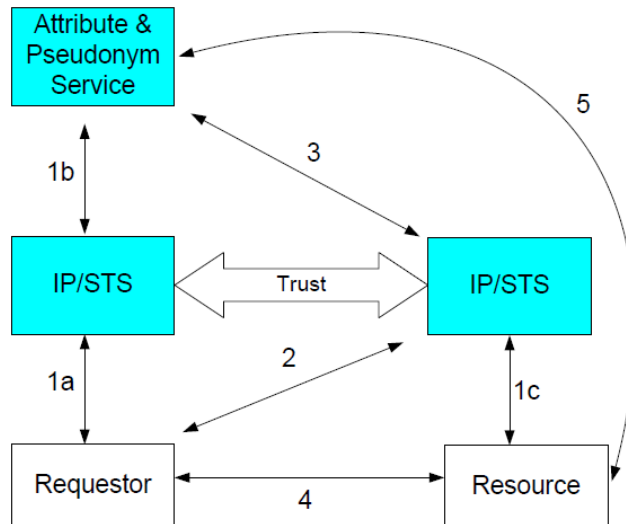 Attribute &
Pseudonym
Service
5
1b
3
IP/STS
Trust
IP/STS
1a
2
1c
Requestor
4
Resource